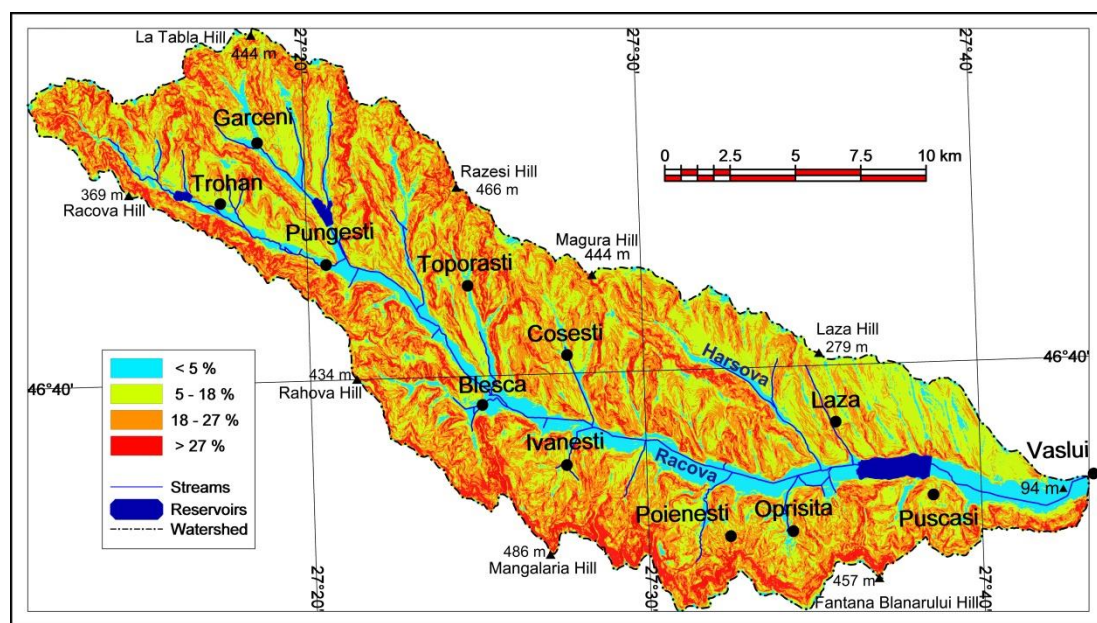 La Tabla Hill
444 m
27°20'
27°30'
27°40'
Garceni
0
2.5
5
7.5
10 km
Trohan
369 m
Racova Hill
Razesi Hill
466 m
Pungesti
Magura Hill
444 m
Toporasti
Cosesti
Laza Hill
279 m
Harsova
46°40'
< 5 %
5 - 18 %
18 - 27 %
> 27 %
Streams
Reservoirs
Watershed
46°40'
434 m
Rahova Hill
Blesca
Laza
Ivanesti
Racova
Vaslui
94 m
Poienesti
Oprisita
Puscasi
486 m
Mangalaria Hill
457 m
Fantana Blanarului Hill
27°20'
27°30'
27°40'